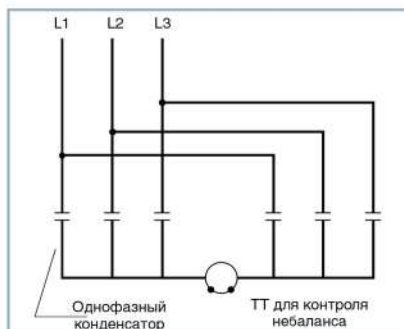 L1 L2 L3
Однофазный
конденсатор
ТТ для контроля
небаланса